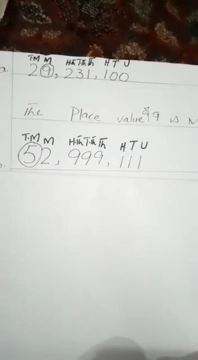 a. TM M HTh TTh Th H T U
29, 231, 100
The Place value of 9 is
TM M HTh TTh Th H T U
52, 999, 111